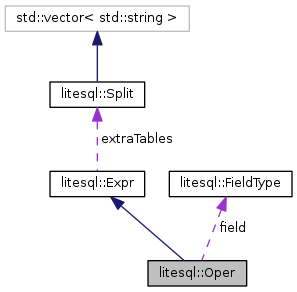 std::vector< std::string >
litesql::Split
extraTables
litesql::Expr
litesql::FieldType
field
litesql::Oper